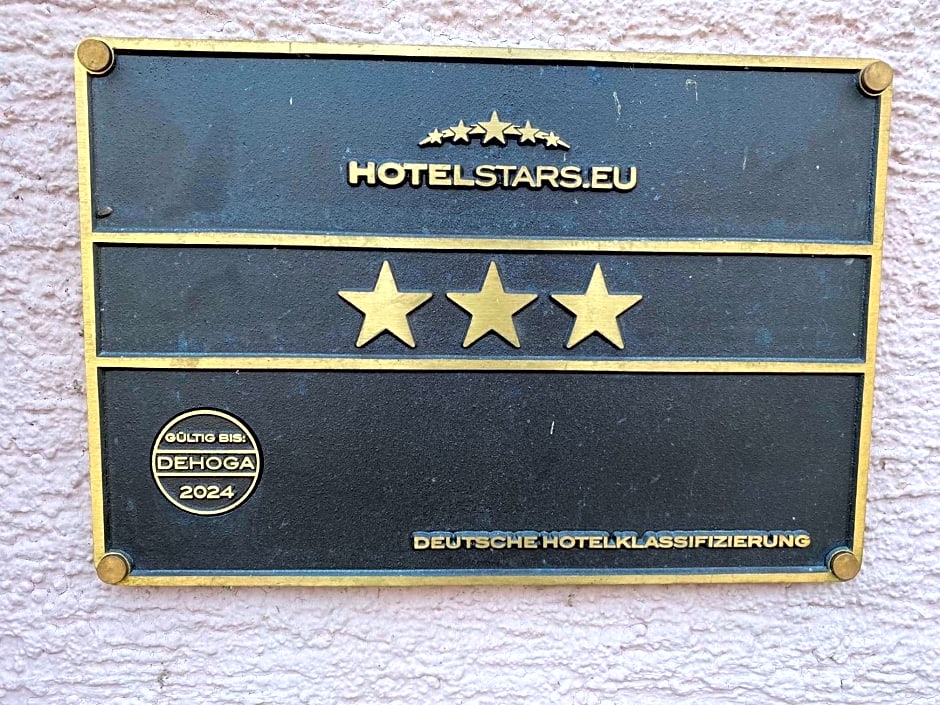 HOTELSTARS.EU
GÜLTIG BIS:
DEHOGA
2024
DEUTSCHE HOTELKLASSIFIZIERUNG